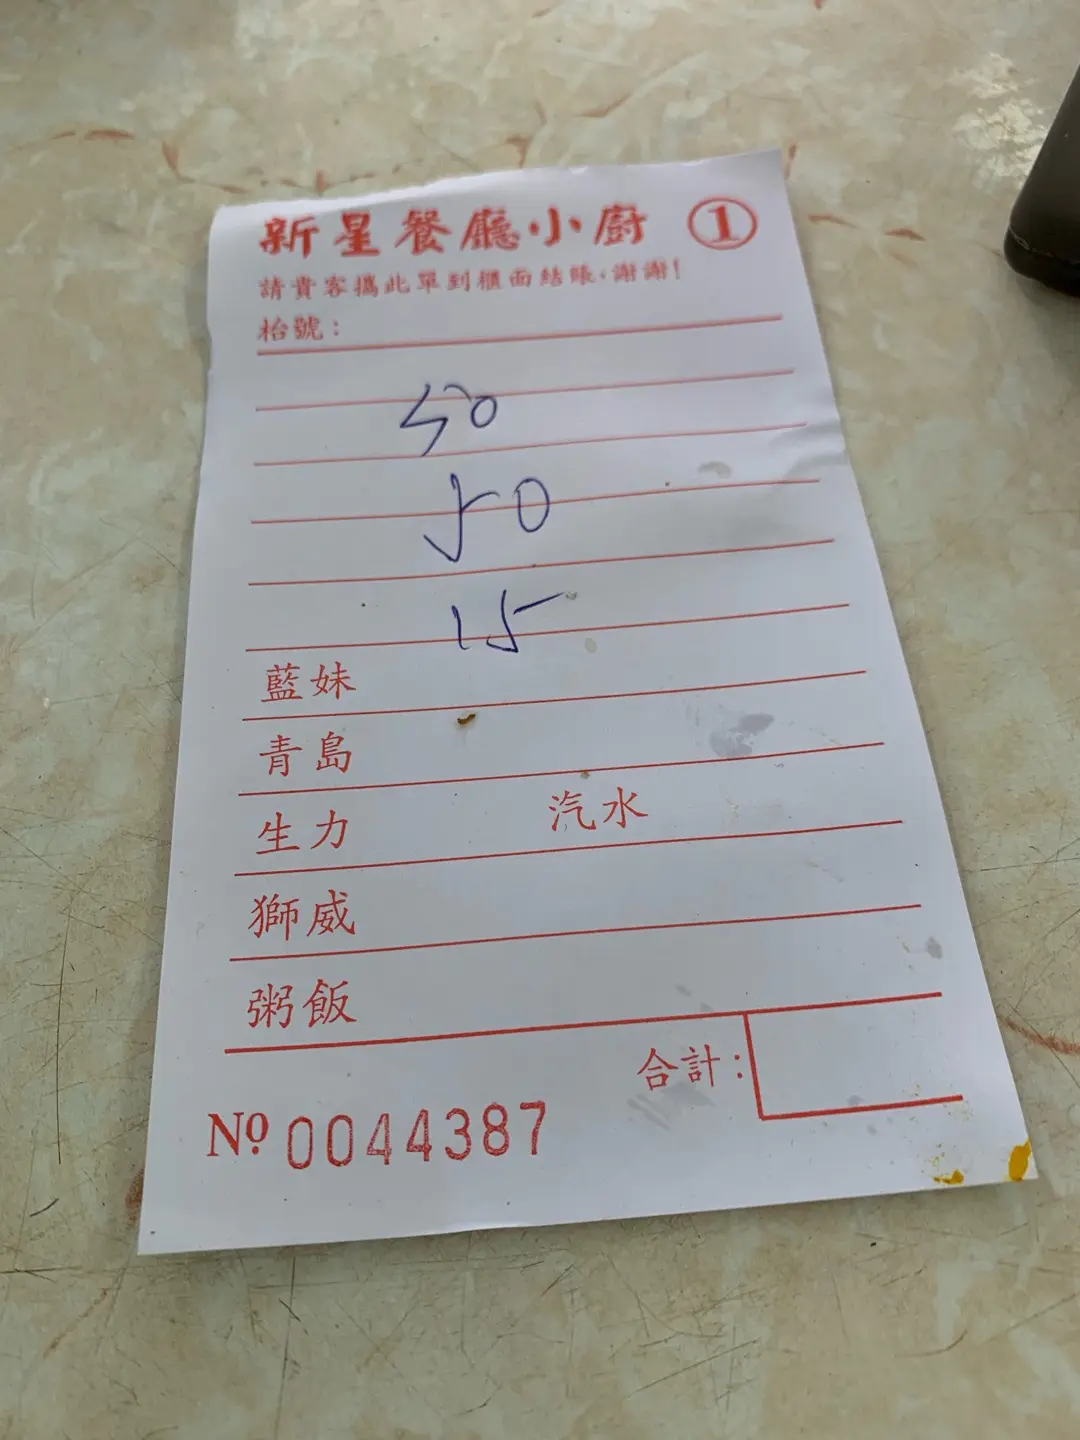 新星餐廳小廚 ①
請貴客攜此單到櫃面結賬，謝謝！
枱號：
50
50
15
藍妹
青島
生力 汽水
獅威
粥飯
合計：
Nº 0044387